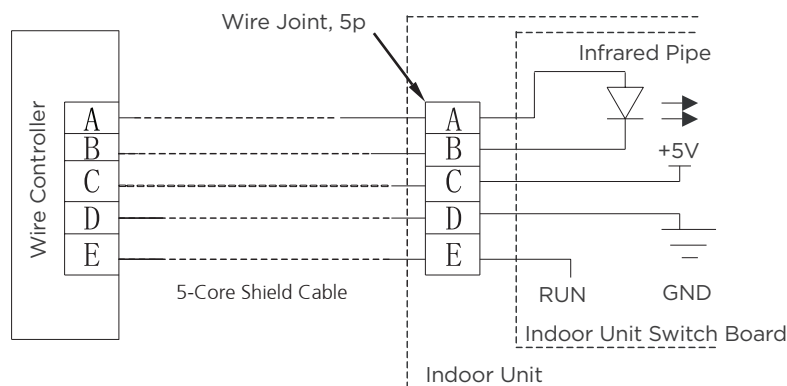 Wire Joint, 5p
Infrared Pipe
Wire Controller
A
B
C
D
E
A
B
C
D
E
+5V
5-Core Shield Cable
RUN
GND
Indoor Unit Switch Board
Indoor Unit